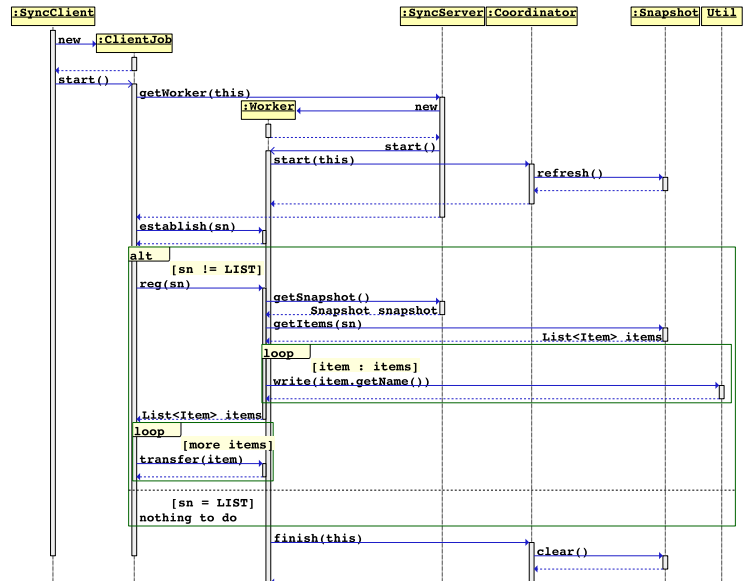 :SyncClient :SyncServer :Coordinator :Snapshot Util
new :ClientJob
start()
getWorker(this)
:Worker new
start()
start(this)
refresh()
establish(sn)
alt
[sn != LIST]
reg(sn)
getSnapshot()
Snapshot snapshot
getItems(sn)
List<Item> items
loop
[item : items]
write(item.getName())
List<Item> items
loop
[more items]
transfer(item)
[sn = LIST]
nothing to do
finish(this)
clear()